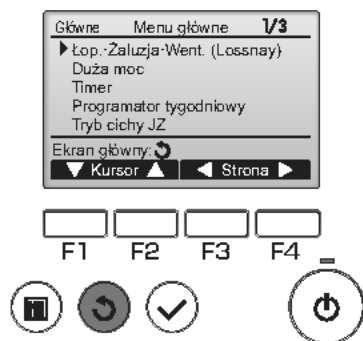 Główne Menu główne 1/3
Łop.-Żaluzja-Went. (Lossnay)
Duża moc
Timer
Programator tygodniowy
Tryb cichy JZ
Ekran główny:
Kursor Strona
F1 F2 F3 F4